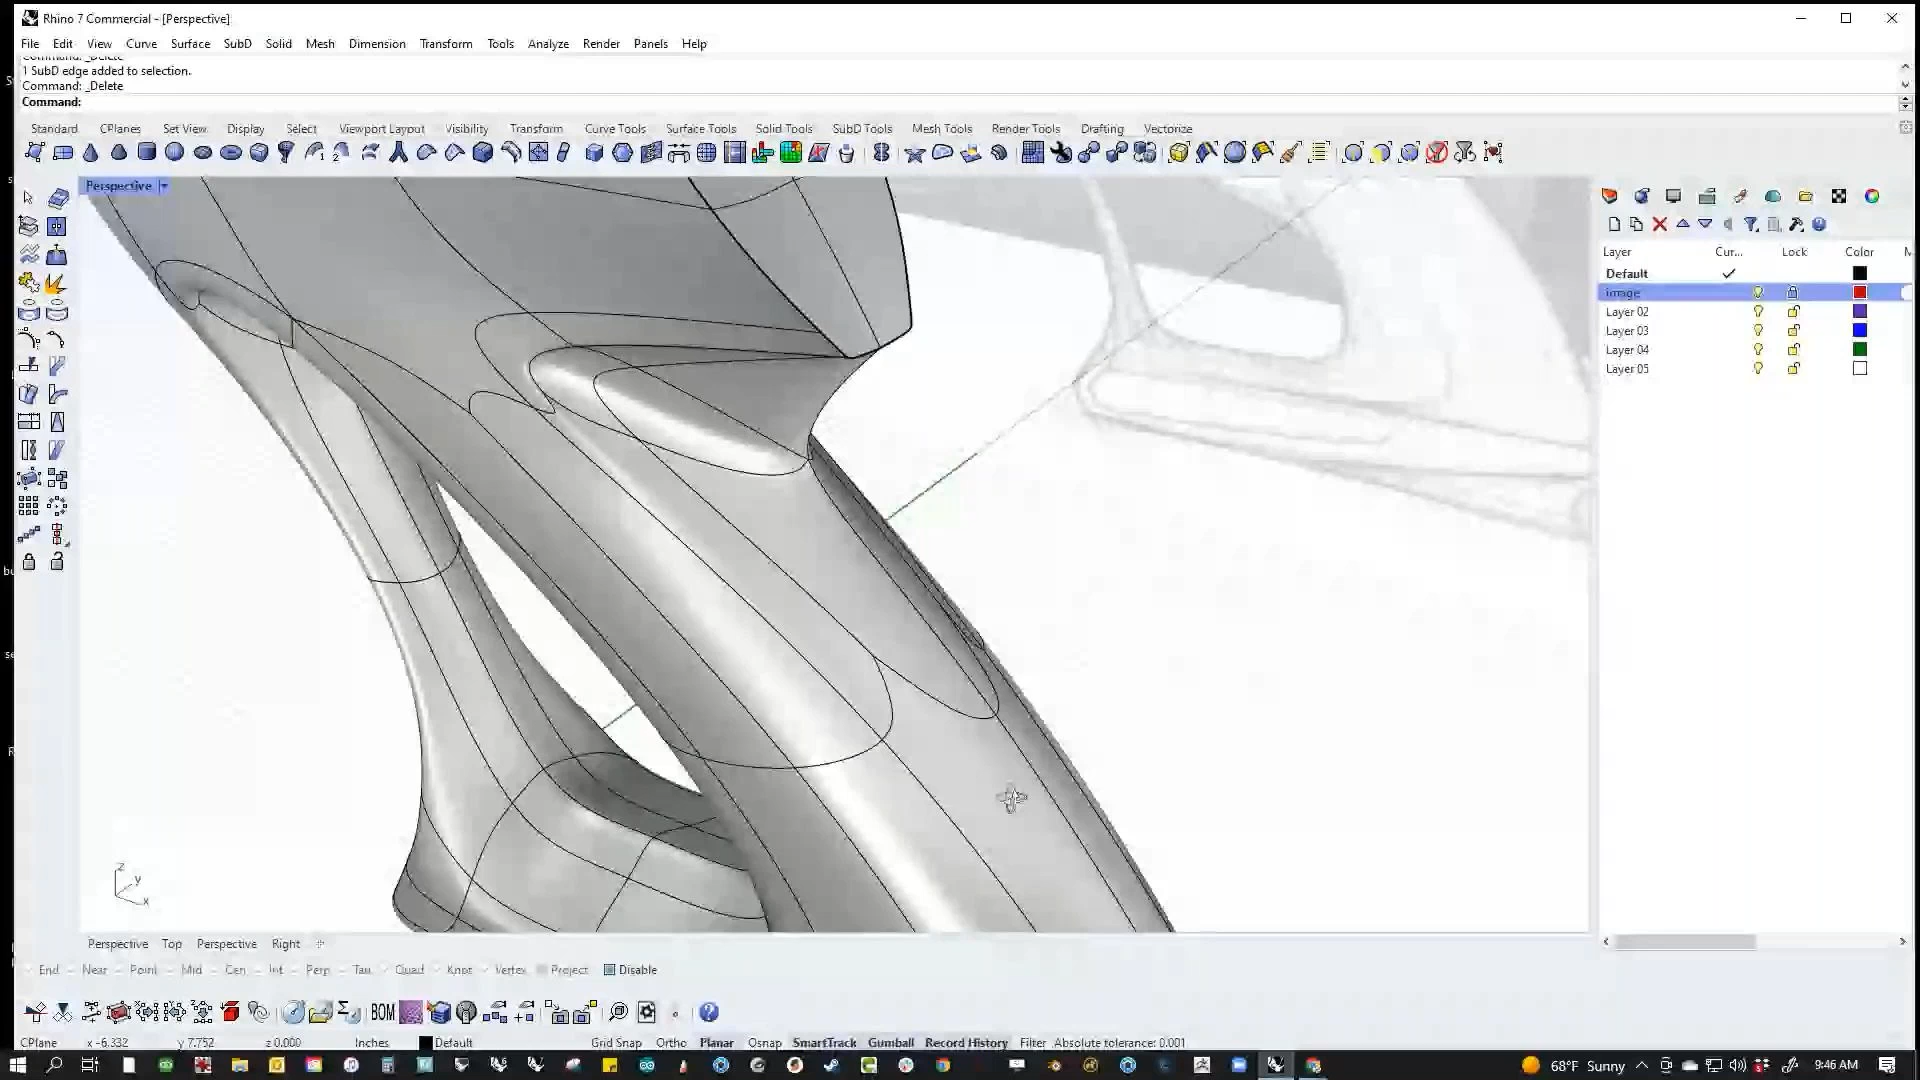 Rhino 7 Commercial - [Perspective]
File Edit View Curve Surface SubD Solid Mesh Dimension Transform Tools Analyze Render Panels Help
Command: _Delete
1 SubD edge added to selection.
Command: _Delete
Command:
Standard CPlanes Set View Display Select Viewport Layout Visibility Transform Curve Tools Surface Tools Solid Tools SubD Tools Mesh Tools Render Tools Drafting Vectorize
Perspective
Layer Cur... Lock Color
Default
image
Layer 02
Layer 03
Layer 04
Layer 05
z
y
x
Perspective Top Perspective Right
End Near Point Mid Cen Int Perp Tan Quad Knot Vertex Project Disable
BOM
CPlane x -6.332 y 7.752 z 0.000 Inches Default Grid Snap Ortho Planar Osnap SmartTrack Gumball Record History Filter Absolute tolerance: 0.001
68°F Sunny 9:46 AM